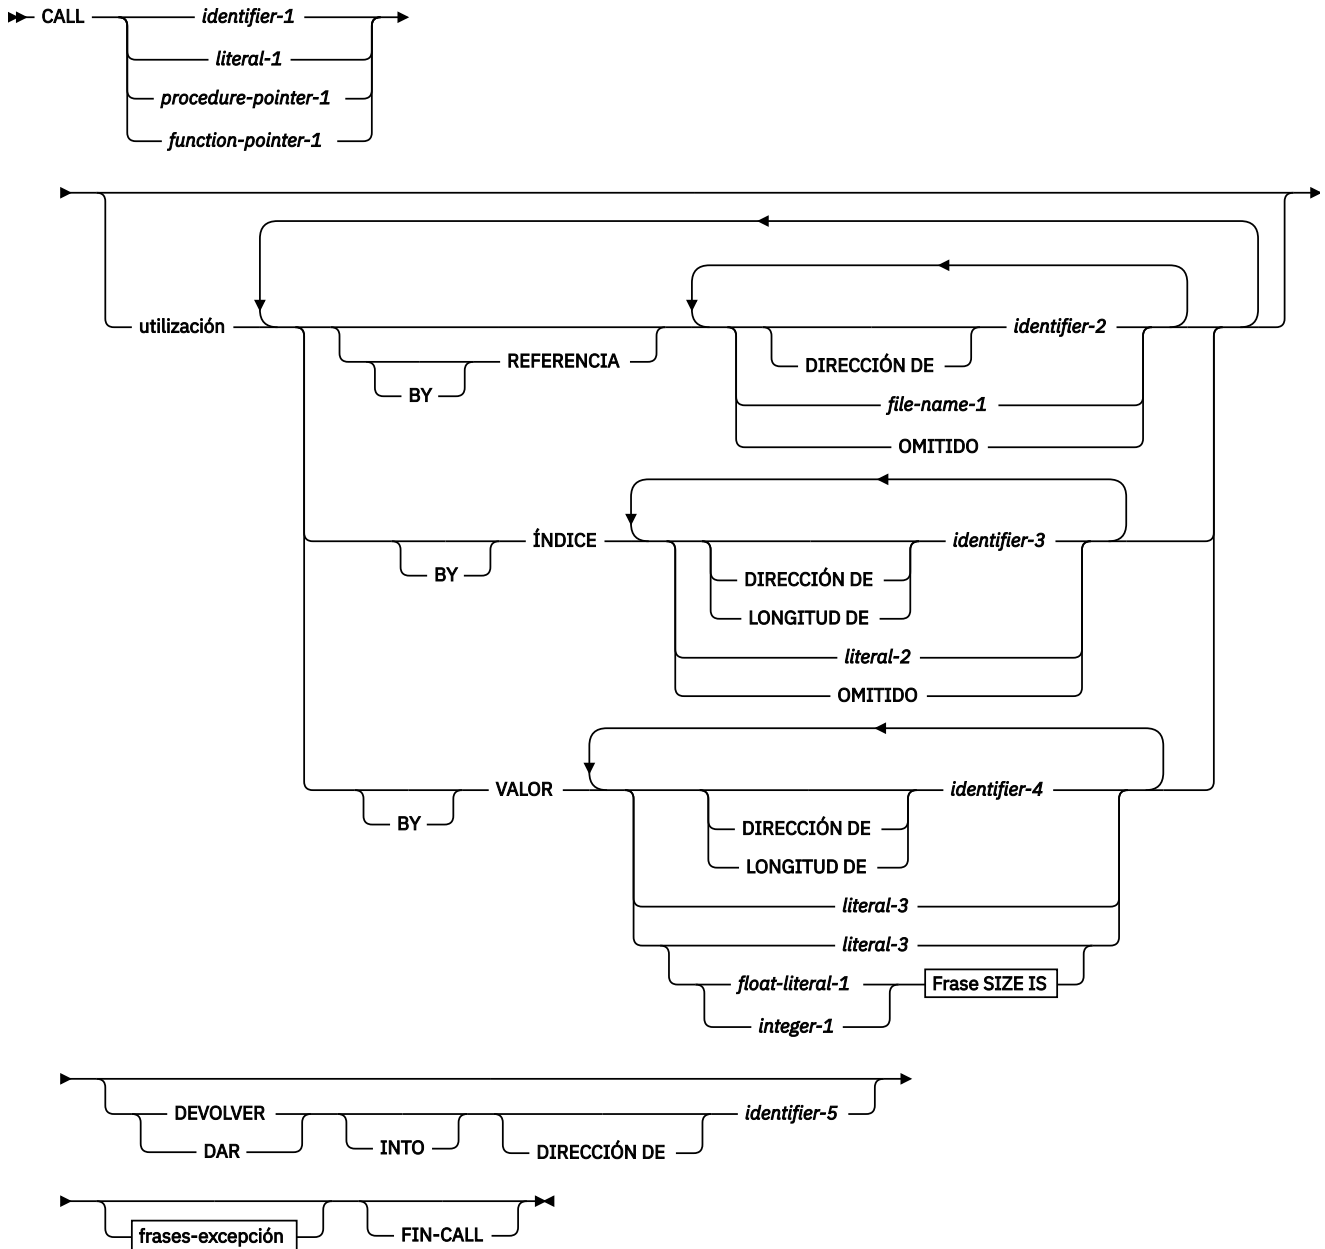 CALL identifier-1
literal-1
procedure-pointer-1
function-pointer-1
utilización identifier-2
REFERENCIA
DIRECCIÓN DE
BY
file-name-1
OMITIDO
ÍNDICE identifier-3
BY
DIRECCIÓN DE
LONGITUD DE
literal-2
OMITIDO
VALOR identifier-4
BY
DIRECCIÓN DE
LONGITUD DE
literal-3
literal-3
float-literal-1 Frase SIZE IS
integer-1
DEVOLVER identifier-5
DAR INTO DIRECCIÓN DE
frases-excepción FIN-CALL